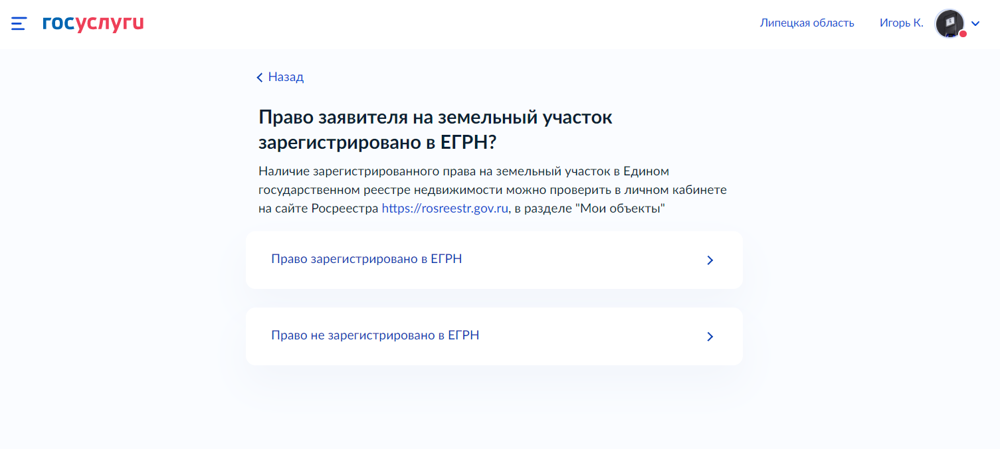 госуслуги
Липецкая область
Игорь К.
Назад
Право заявителя на земельный участок
зарегистрировано в ЕГРН?
Наличие зарегистрированного права на земельный участок в Едином
государственном реестре недвижимости можно проверить в личном кабинете
на сайте Росреестра https://rosreestr.gov.ru, в разделе "Мои объекты"
Право зарегистрировано в ЕГРН
Право не зарегистрировано в ЕГРН